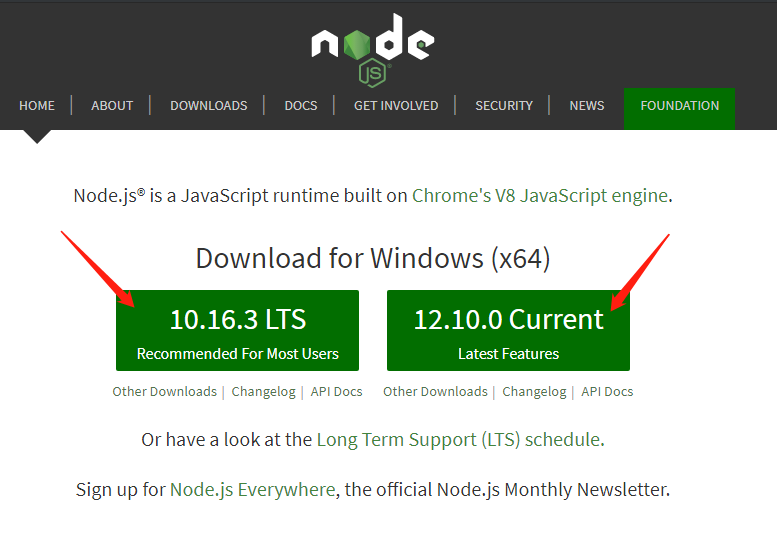 node
JS
HOME | ABOUT | DOWNLOADS | DOCS | GET INVOLVED | SECURITY | NEWS FOUNDATION
Node.js® is a JavaScript runtime built on Chrome's V8 JavaScript engine.
Download for Windows (x64)
10.16.3 LTS
Recommended For Most Users
12.10.0 Current
Latest Features
Other Downloads | Changelog | API Docs
Other Downloads | Changelog | API Docs
Or have a look at the Long Term Support (LTS) schedule.
Sign up for Node.js Everywhere, the official Node.js Monthly Newsletter.